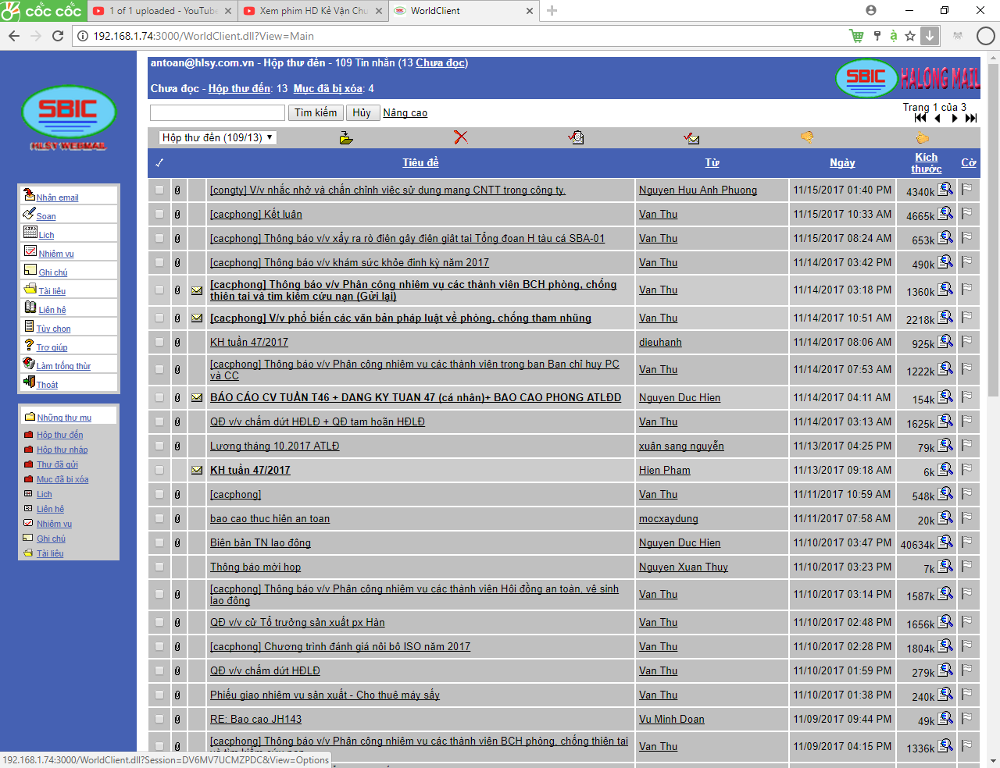 cốc cốc
1 of 1 uploaded - YouTube
Xem phim HD Kẻ Vận Chu
WorldClient
192.168.1.74:3000/WorldClient.dll?View=Main
antoan@hlsy.com.vn - Hộp thư đến - 109 Tin nhắn (13 Chưa đọc)
Chưa đọc - Hộp thư đến: 13 Mục đã bị xóa: 4
SBIC HALONG MAIL
SBIC
HLSY WEBMAIL
Tìm kiếm Hủy Nâng cao
Trang 1 của 3
Hộp thư đến (109/13)
Tiêu đề Từ Ngày Kích thước Cờ
Nhận email
Soạn
Lịch
Nhiệm vụ
Ghi chú
Tài liệu
Liên hệ
Tùy chọn
Trợ giúp
Làm trống thùr
Thoát
Những thư mụ
Hộp thư đến
Hộp thư nháp
Thư đã gửi
Mục đã bị xóa
Lịch
Liên hệ
Nhiệm vụ
Ghi chú
Tài liệu
[congty] V/v nhắc nhở và chấn chỉnh việc sử dụng mạng CNTT trong công ty. Nguyen Huu Anh Phuong 11/15/2017 01:40 PM 4340k
[cacphong] Kết luận Van Thu 11/15/2017 10:33 AM 4665k
[cacphong] Thông báo v/v xẩy ra rò điện gây điện giật tại Tổng đoạn H tàu cá SBA-01 Van Thu 11/15/2017 08:24 AM 653k
[cacphong] Thông báo v/v khám sức khỏe định kỳ năm 2017 Van Thu 11/14/2017 03:42 PM 490k
[cacphong] Thông báo v/v Phân công nhiệm vụ các thành viên BCH phòng, chống
thiên tai và tìm kiếm cứu nạn (Gửi lại) Van Thu 11/14/2017 03:18 PM 1360k
[cacphong] V/v phổ biến các văn bản pháp luật về phòng, chống tham nhũng Van Thu 11/14/2017 10:51 AM 2218k
KH tuần 47/2017 dieuhanh 11/14/2017 08:06 AM 925k
[cacphong] Thông báo v/v Phân công nhiệm vụ các thành viên trong ban Ban chỉ huy PC
và CC Van Thu 11/14/2017 07:53 AM 1222k
BÁO CÁO CV TUẦN T46 + DANG KY TUAN 47 (cá nhân)+ BAO CAO PHONG ATLĐD Nguyen Duc Hien 11/14/2017 04:11 AM 154k
QĐ v/v chấm dứt HĐLĐ + QĐ tạm hoãn HĐLĐ Van Thu 11/14/2017 03:13 AM 1625k
Lương tháng 10.2017 ATLĐ xuân sang nguyễn 11/13/2017 04:25 PM 79k
KH tuần 47/2017 Hien Pham 11/13/2017 09:18 AM 6k
[cacphong] Van Thu 11/11/2017 10:59 AM 548k
bao cao thuc hiện an toan mocxaydung 11/11/2017 07:58 AM 20k
Biên bản TN lao động Nguyen Duc Hien 11/10/2017 03:47 PM 40634k
Thông báo mời họp Nguyen Xuan Thuy 11/10/2017 03:23 PM 7k
[cacphong] Thông báo v/v Phân công nhiệm vụ các thành viên Hội đồng an toàn, vệ sinh
lao động Van Thu 11/10/2017 03:14 PM 1587k
QĐ v/v cử Tổ trưởng sản xuất px Hàn Van Thu 11/10/2017 02:48 PM 1656k
[cacphong] Chương trình đánh giá nội bộ ISO năm 2017 Van Thu 11/10/2017 02:28 PM 1804k
QĐ v/v chấm dứt HĐLĐ Van Thu 11/10/2017 01:59 PM 279k
Phiếu giao nhiệm vụ sản xuất - Cho thuê máy sấy Van Thu 11/10/2017 01:38 PM 240k
RE: Bao cao JH143 Vu Minh Doan 11/09/2017 09:44 PM 49k
[cacphong] Thông báo v/v Phân công nhiệm vụ các thành viên BCH phòng, chống thiên tai Van Thu 11/09/2017 04:15 PM 1336k
192.168.1.74:3000/WorldClient.dll?Session=DV6MV7UCMZPDC&View=Options